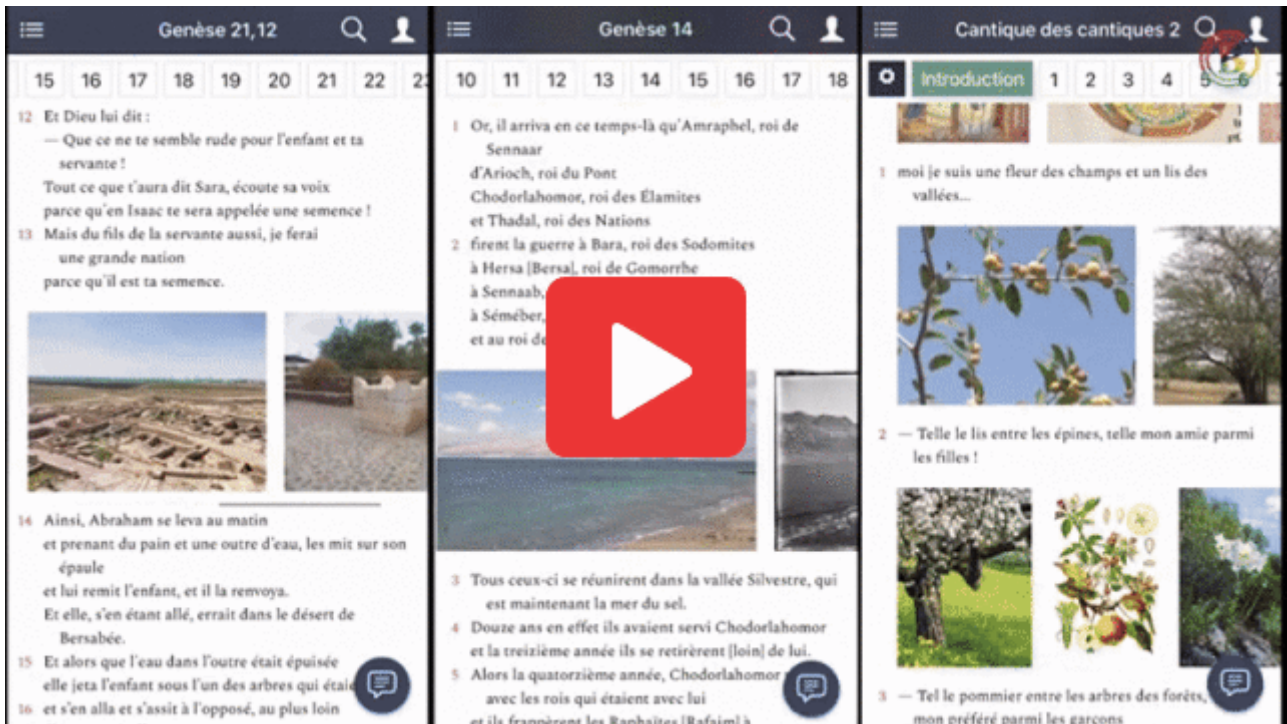 Genèse 21,12
15 16 17 18 19 20 21 22
12 Et Dieu lui dit :
— Que ce ne te semble rude pour l'enfant et ta
servante !
Tout ce que t'aura dit Sara, écoute sa voix
parce qu'en Isaac te sera appelée une semence !
13 Mais du fils de la servante aussi, je ferai
une grande nation
parce qu'il est ta semence.
14 Ainsi, Abraham se leva au matin
et prenant du pain et une outre d'eau, les mit sur son
épaule
et lui remit l'enfant, et il la renvoya.
Et elle, s'en étant allé, errait dans le désert de
Bersabée.
15 Et alors que l'eau dans l'outre était épuisée
elle jeta l'enfant sous l'un des arbres qui
16 et s'en alla et s'assit à l'opposé, au plus loin
Genèse 14
10 11 12 13 14 15 16 17 18
1 Or, il arriva en ce temps-là qu'Amraphel, roi de
Sennaar
d'Arioch, roi du Pont
Chodorlahomor, roi des Élamites
et Thadal, roi des Nations
2 firent la guerre à Bara, roi des Sodomites
à Hersa [Bersa], roi de Gomorrhe
à Sennaab,
à Séméber,
et au roi de
3 Tous ceux-ci se réunirent dans la vallée Silvestre, qui
est maintenant la mer du sel.
4 Douze ans en effet ils avaient servi Chodorlahomor
et la treizième année ils se retirèrent [loin] de lui.
5 Alors la quatorzième année, Chodorlahomor
avec les rois qui étaient avec lui
et ils frappèrent les Raphaïtes [Rafaim] à
Cantique des cantiques 2
Introduction 1 2 3 4 5 6
1 moi je suis une fleur des champs et un lis des
vallées...
2 — Telle le lis entre les épines, telle mon amie parmi
les filles !
3 — Tel le pommier entre les arbres des forêts,
mon préféré parmi les garçons